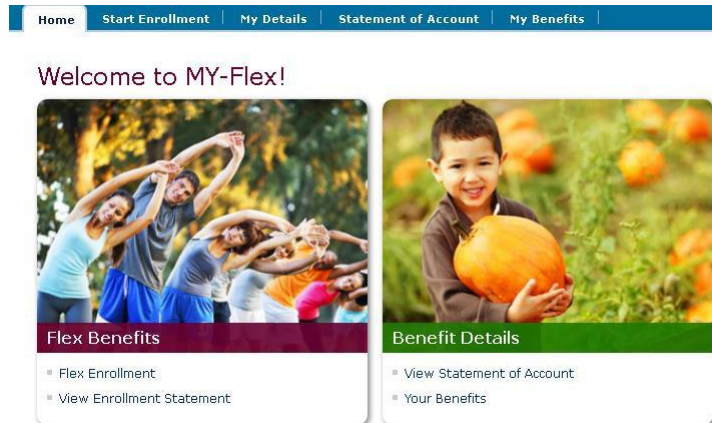 Home Start Enrollment My Details Statement of Account My Benefits
Welcome to MY-Flex!
Flex Benefits
Flex Enrollment
View Enrollment Statement
Benefit Details
View Statement of Account
Your Benefits